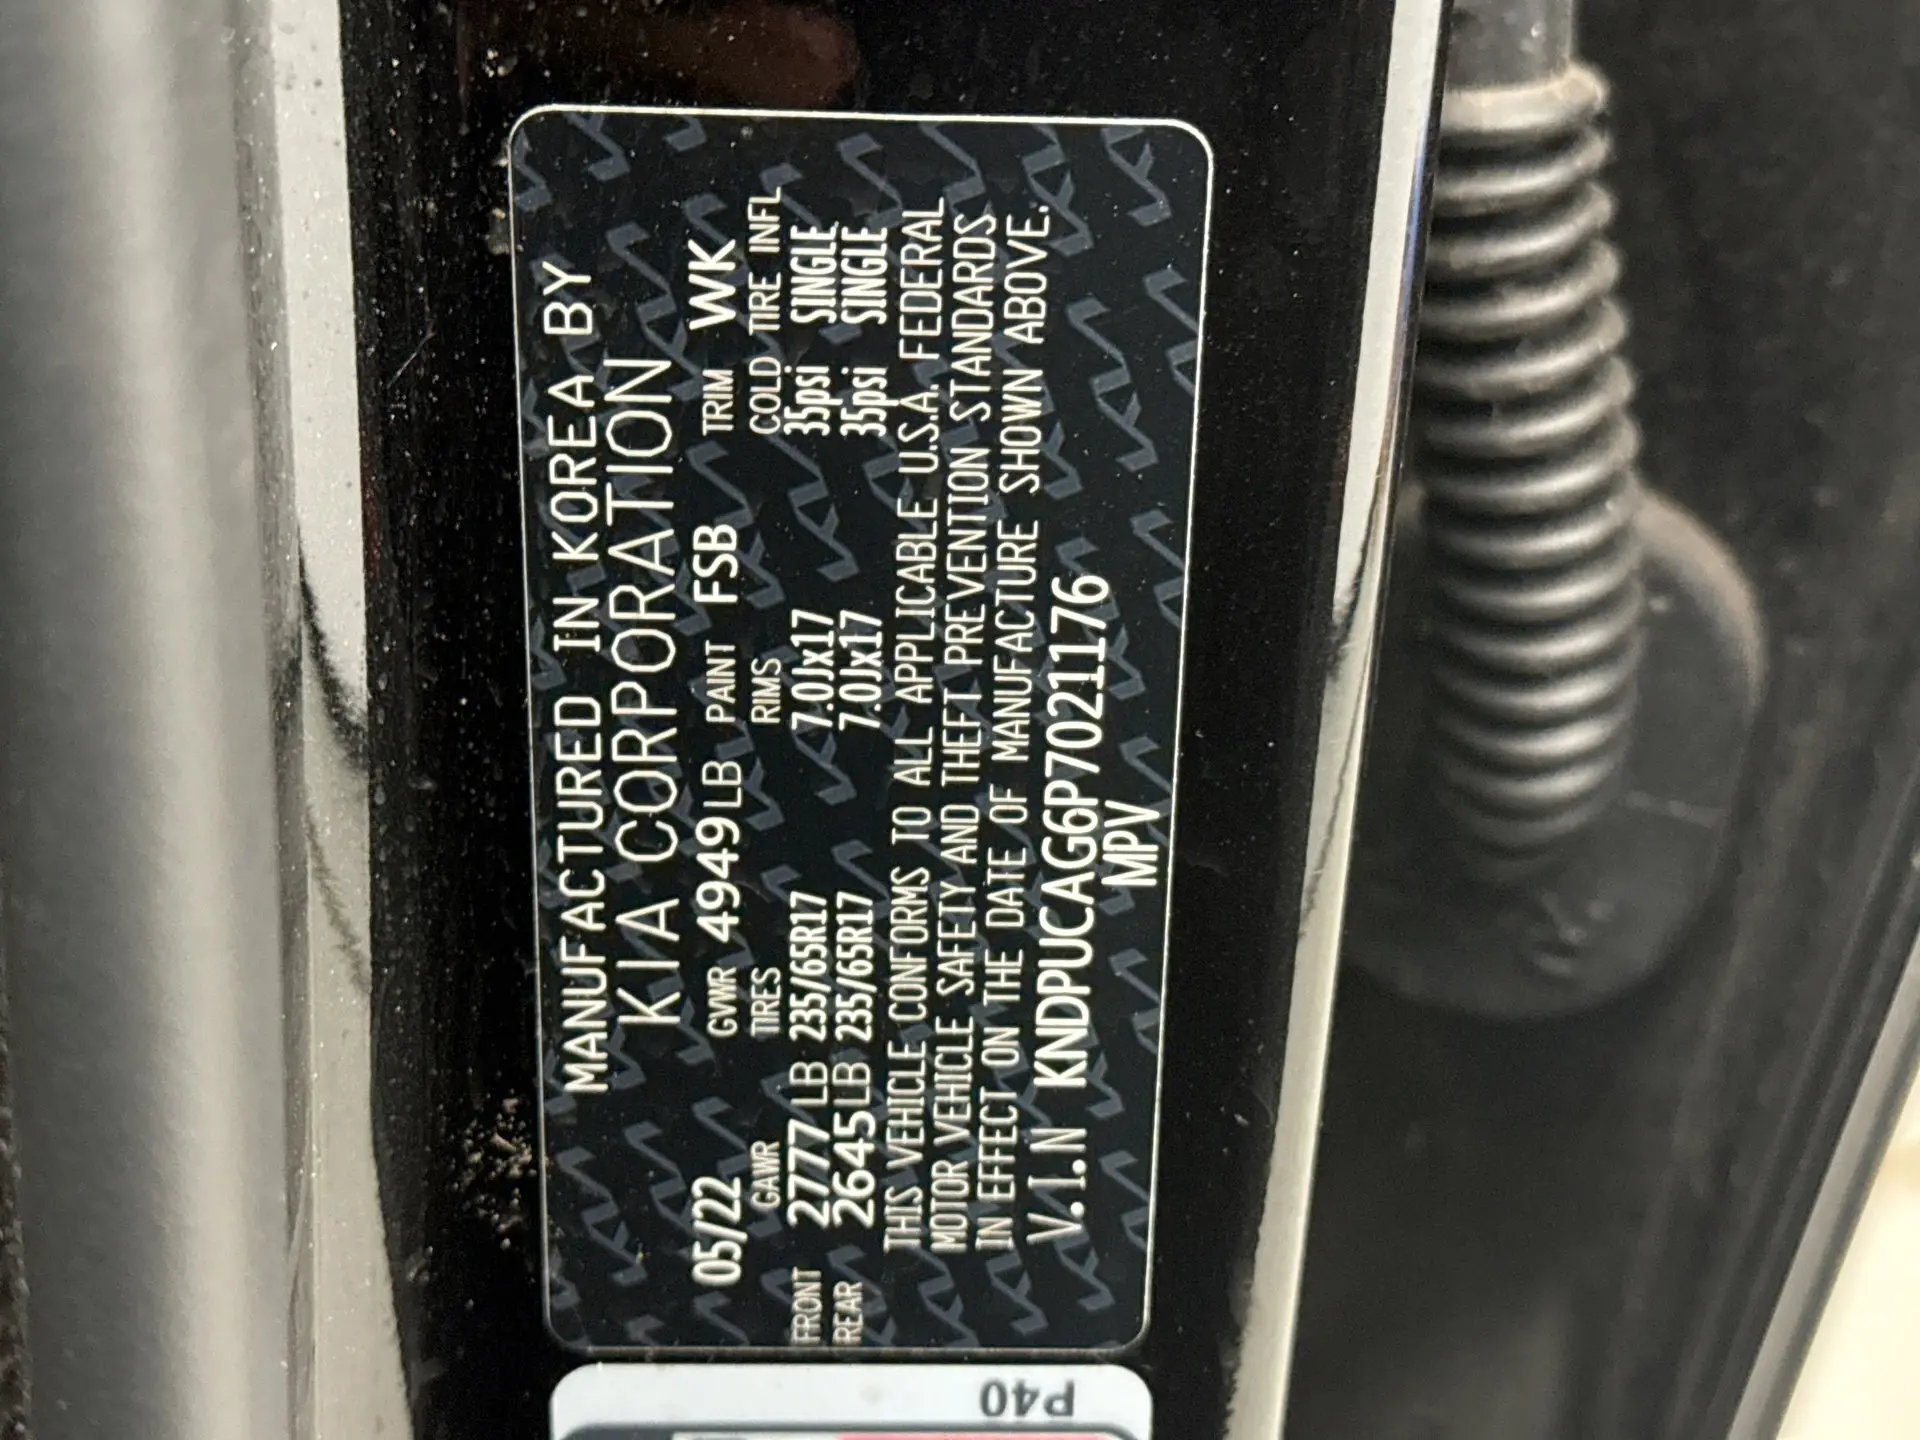 MANUFACTURED IN KOREA BY
KIA CORPORATION
05/22 GVWR 4949LB PAINT FSB TRIM WK
GAWR TIRES RIMS COLD TIRE INFL
FRONT 2777LB 235/65R17 7.0Jx17 35psi SINGLE
REAR 2645LB 235/65R17 7.0Jx17 35psi SINGLE
THIS VEHICLE CONFORMS TO ALL APPLICABLE U.S.A. FEDERAL
MOTOR VEHICLE SAFETY AND THEFT PREVENTION STANDARDS
IN EFFECT ON THE DATE OF MANUFACTURE SHOWN ABOVE.
V.I.N KNDPUCAG6P7021176
MPV
P40